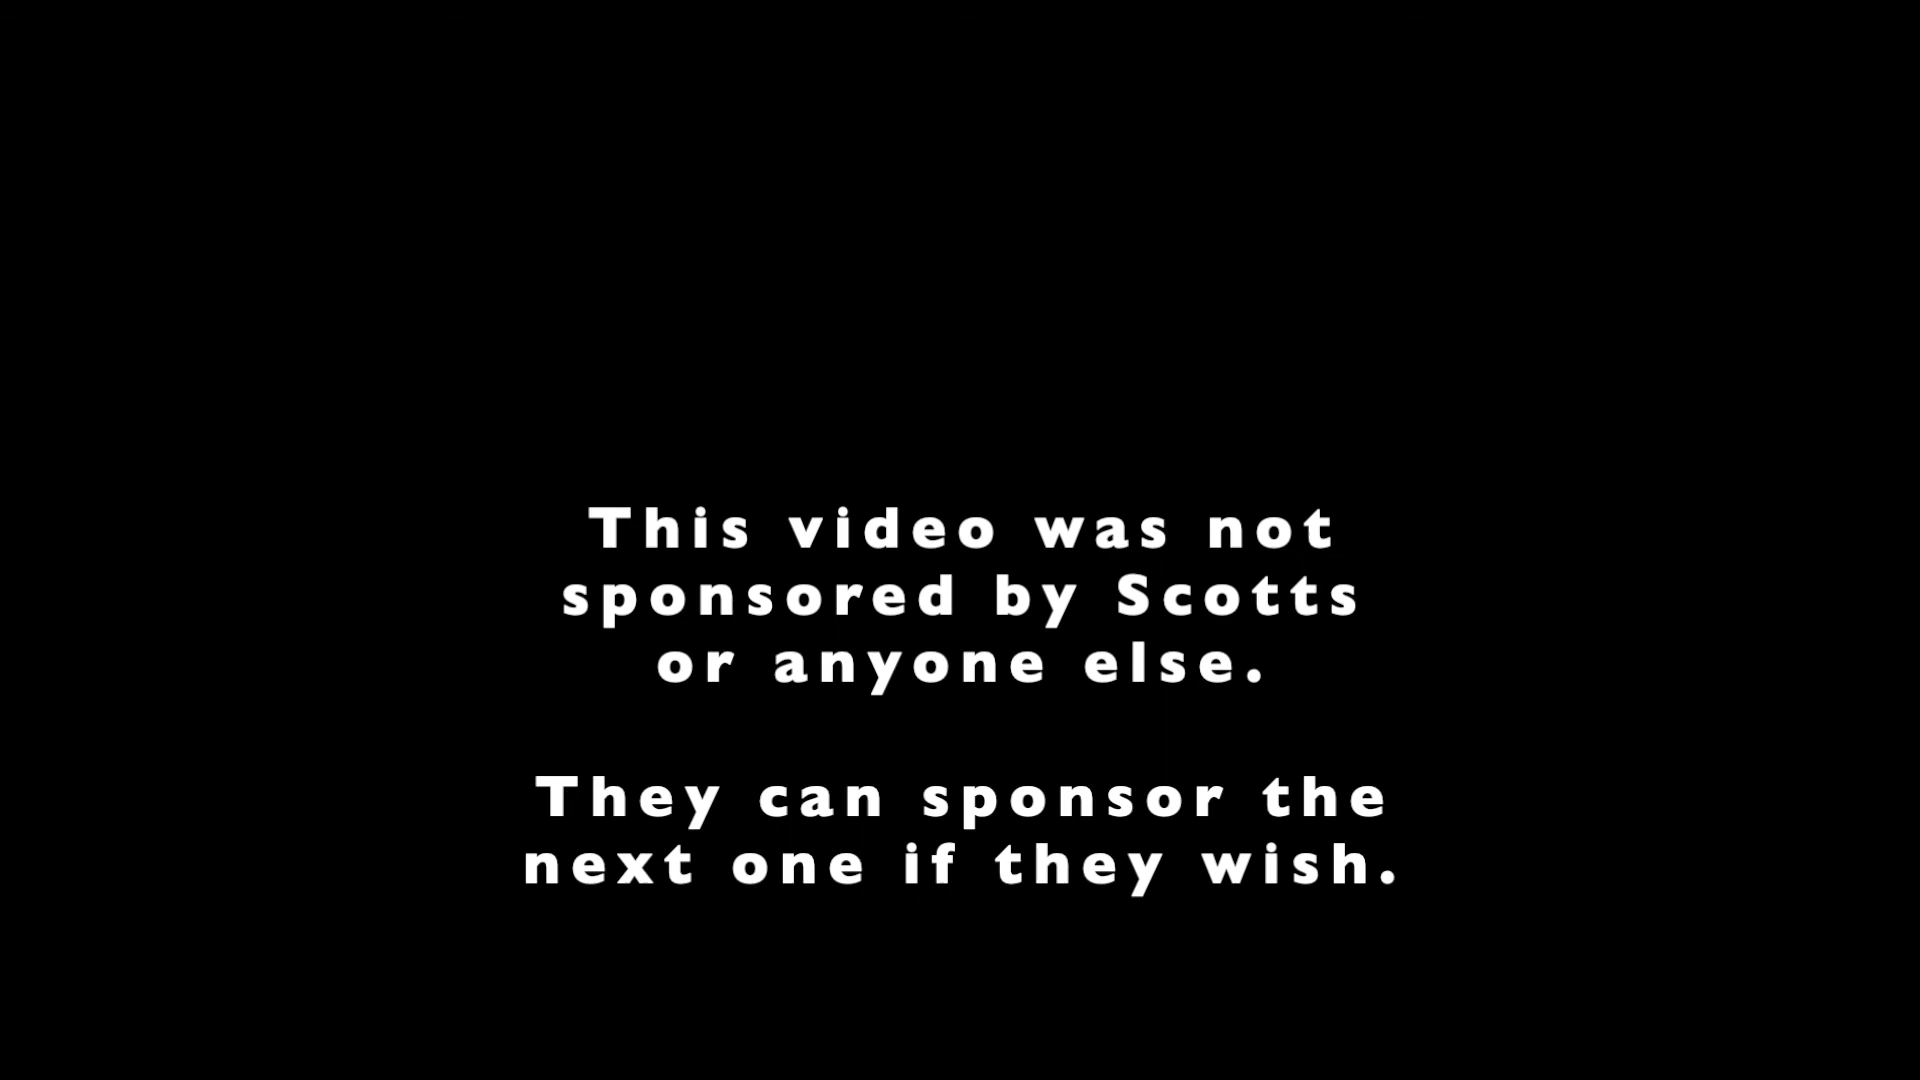 This video was not
sponsored by Scotts
or anyone else.
They can sponsor the
next one if they wish.